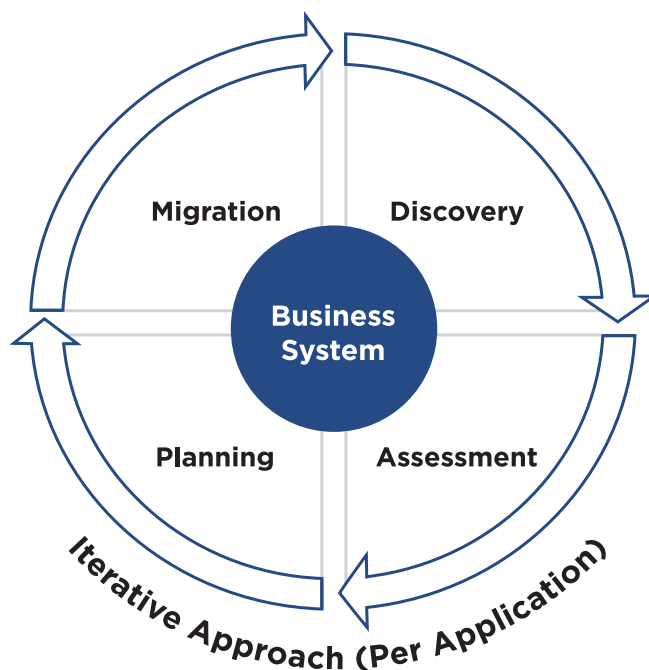 Migration
Discovery
Business
System
Planning
Assessment
Iterative Approach (Per Application)